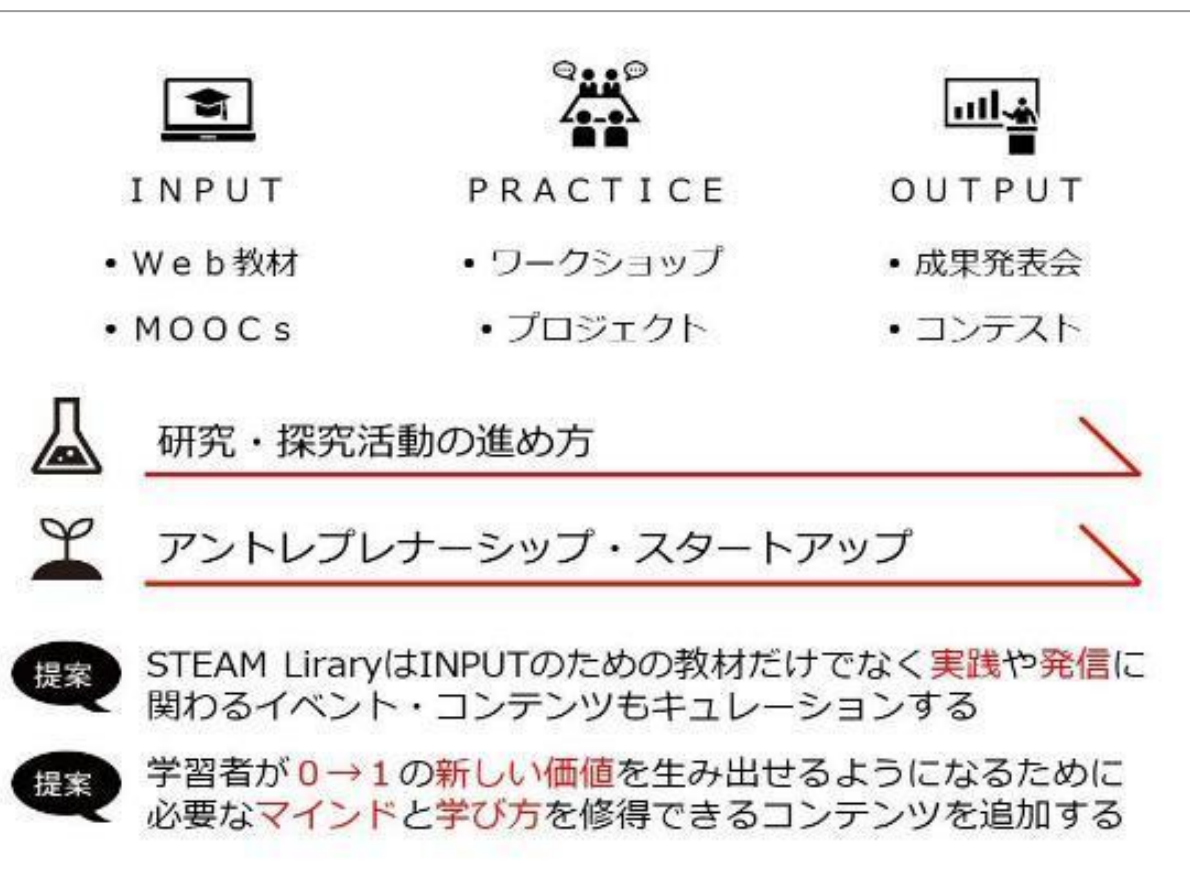 INPUT
PRACTICE
OUTPUT
• Web教材
• ワークショップ
• 成果発表会
• MOOCs
• プロジェクト
• コンテスト
研究・探究活動の進め方
アントレプレナーシップ・スタートアップ
提案
STEAM LiraryはINPUTのための教材だけでなく実践や発信に
関わるイベント・コンテンツもキュレーションする
提案
学習者が0→1の新しい価値を生み出せるようになるために
必要なマインドと学び方を修得できるコンテンツを追加する